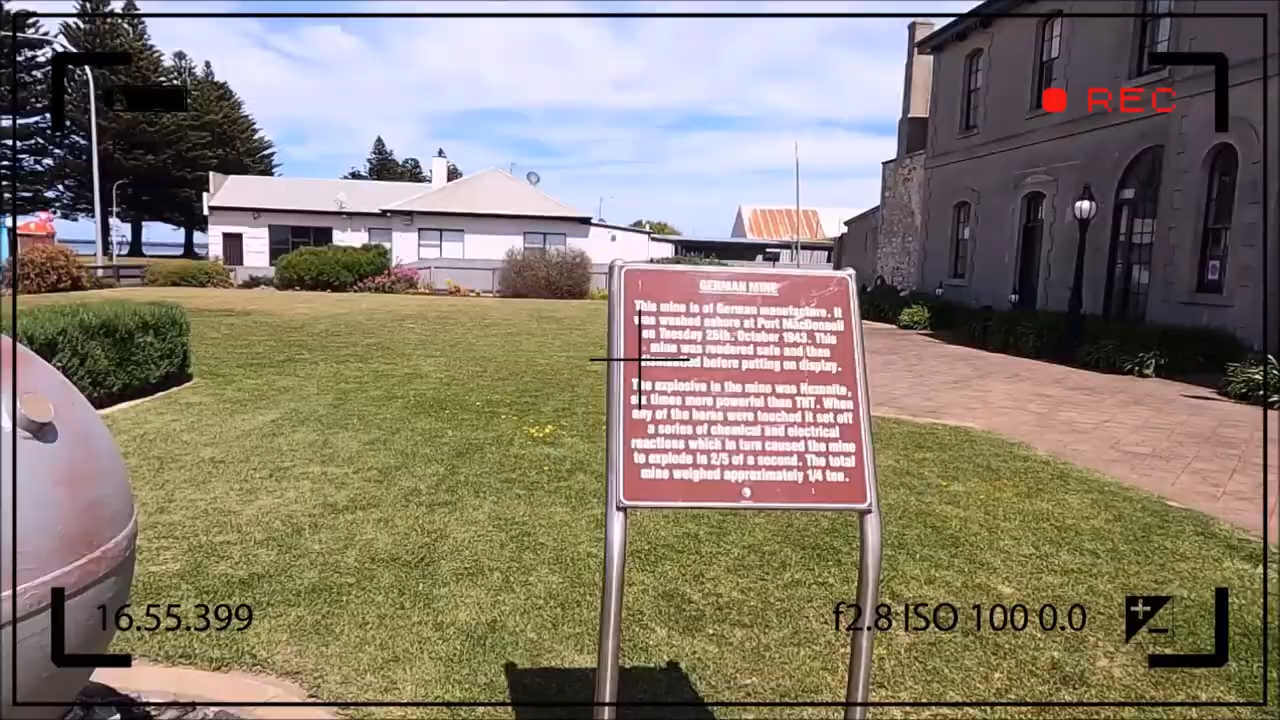 REC
GERMAN MINE
This mine is of German manufacture. It
was washed ashore at Port MacDonnell
on Tuesday 25th. October 1943. This
mine was rendered safe and then
dismantled before putting on display.
The explosive in the mine was Hexonite,
six times more powerful than TNT. When
any of the horns were touched it set off
a series of chemical and electrical
reactions which in turn caused the mine
to explode in 2/5 of a second. The total
mine weighed approximately 1/4 ton.
16.55.399
f2.8 ISO 100 0.0